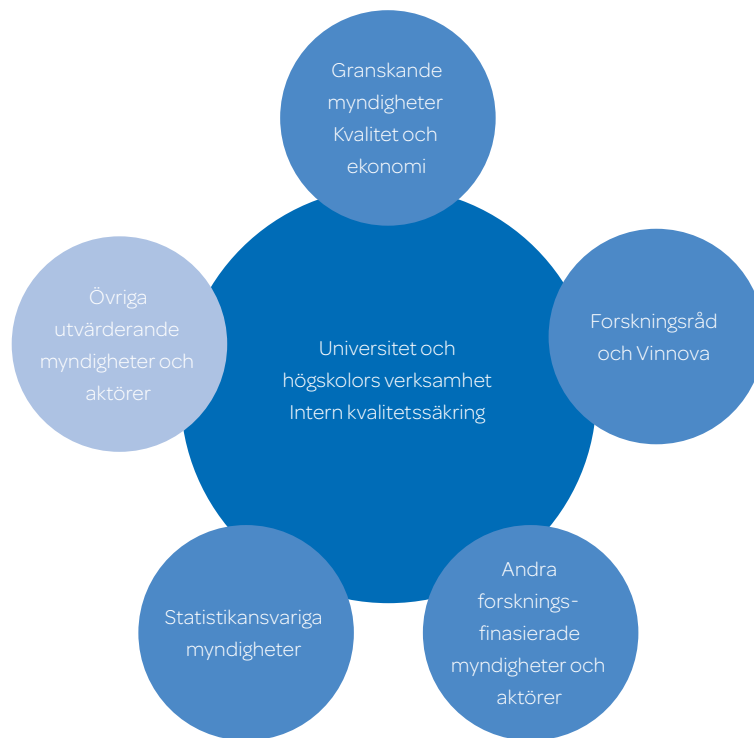 Granskande
myndigheter
Kvalitet och
ekonomi
Övriga
utvärderande
myndigheter och
aktörer
Universitet och
högskolors verksamhet
Intern kvalitetssäkring
Forskningsråd
och Vinnova
Statistikansvariga
myndigheter
Andra
forsknings-
finasierade
myndigheter och
aktörer